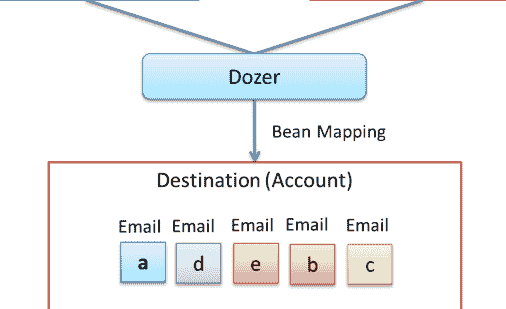 Dozer
Bean Mapping
Destination (Account)
Email Email Email Email Email
a d e b c